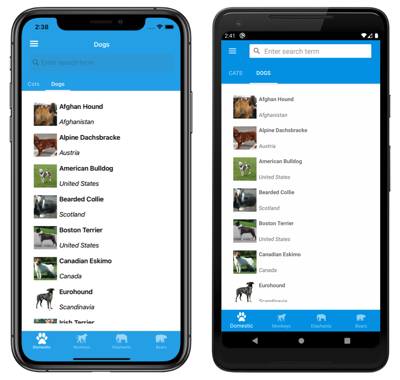 5:35
Dogs
Enter search term
Cats Dogs
Afghan Hound
Afghanistan
Alpine Dachsbracke
Austria
American Bulldog
United States
Bearded Collie
Scotland
Boston Terrier
United States
Canadian Eskimo
Canada
Eurohound
Scandinavia
Irish Terrier
Domestic Monkeys Elephants Bears
2:41
Enter search term
CATS DOGS
Afghan Hound
Afghanistan
Alpine Dachsbracke
Austria
American Bulldog
United States
Bearded Collie
Scotland
Boston Terrier
United States
Canadian Eskimo
Canada
Eurohound
Scandinavia
Domestic Monkeys Elephants Bears